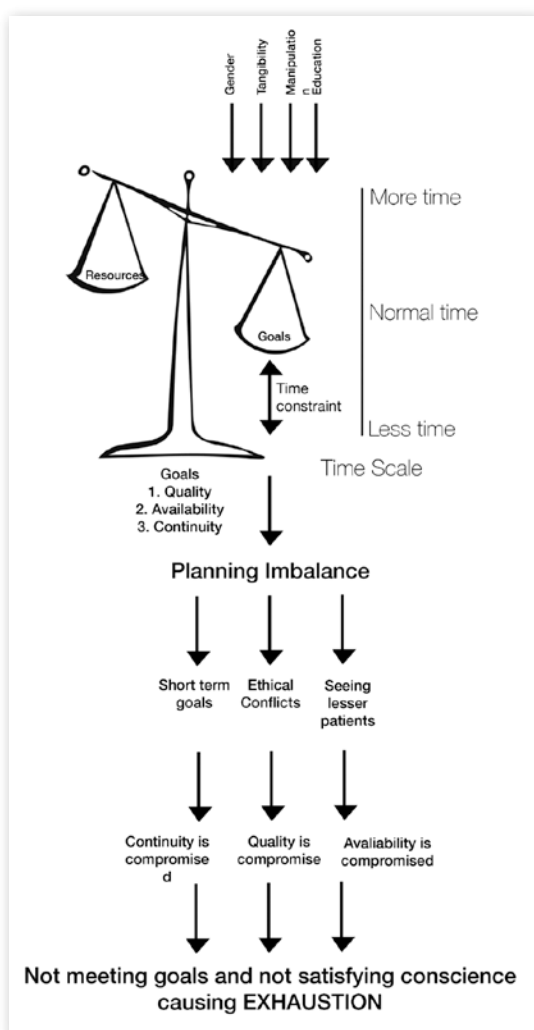 Gender
Tangibility
Manipulatio
n
Education
More time
Resources
Normal time
Goals
Time
constraint
Less time
Time Scale
Goals
1. Quality
2. Availability
3. Continuity
Planning Imbalance
Short term
goals
Ethical
Conflicts
Seeing
lesser
patients
Continuity is
compromise
d
Quality is
compromise
Avaliability is
compromised
Not meeting goals and not satisfying conscience
causing EXHAUSTION